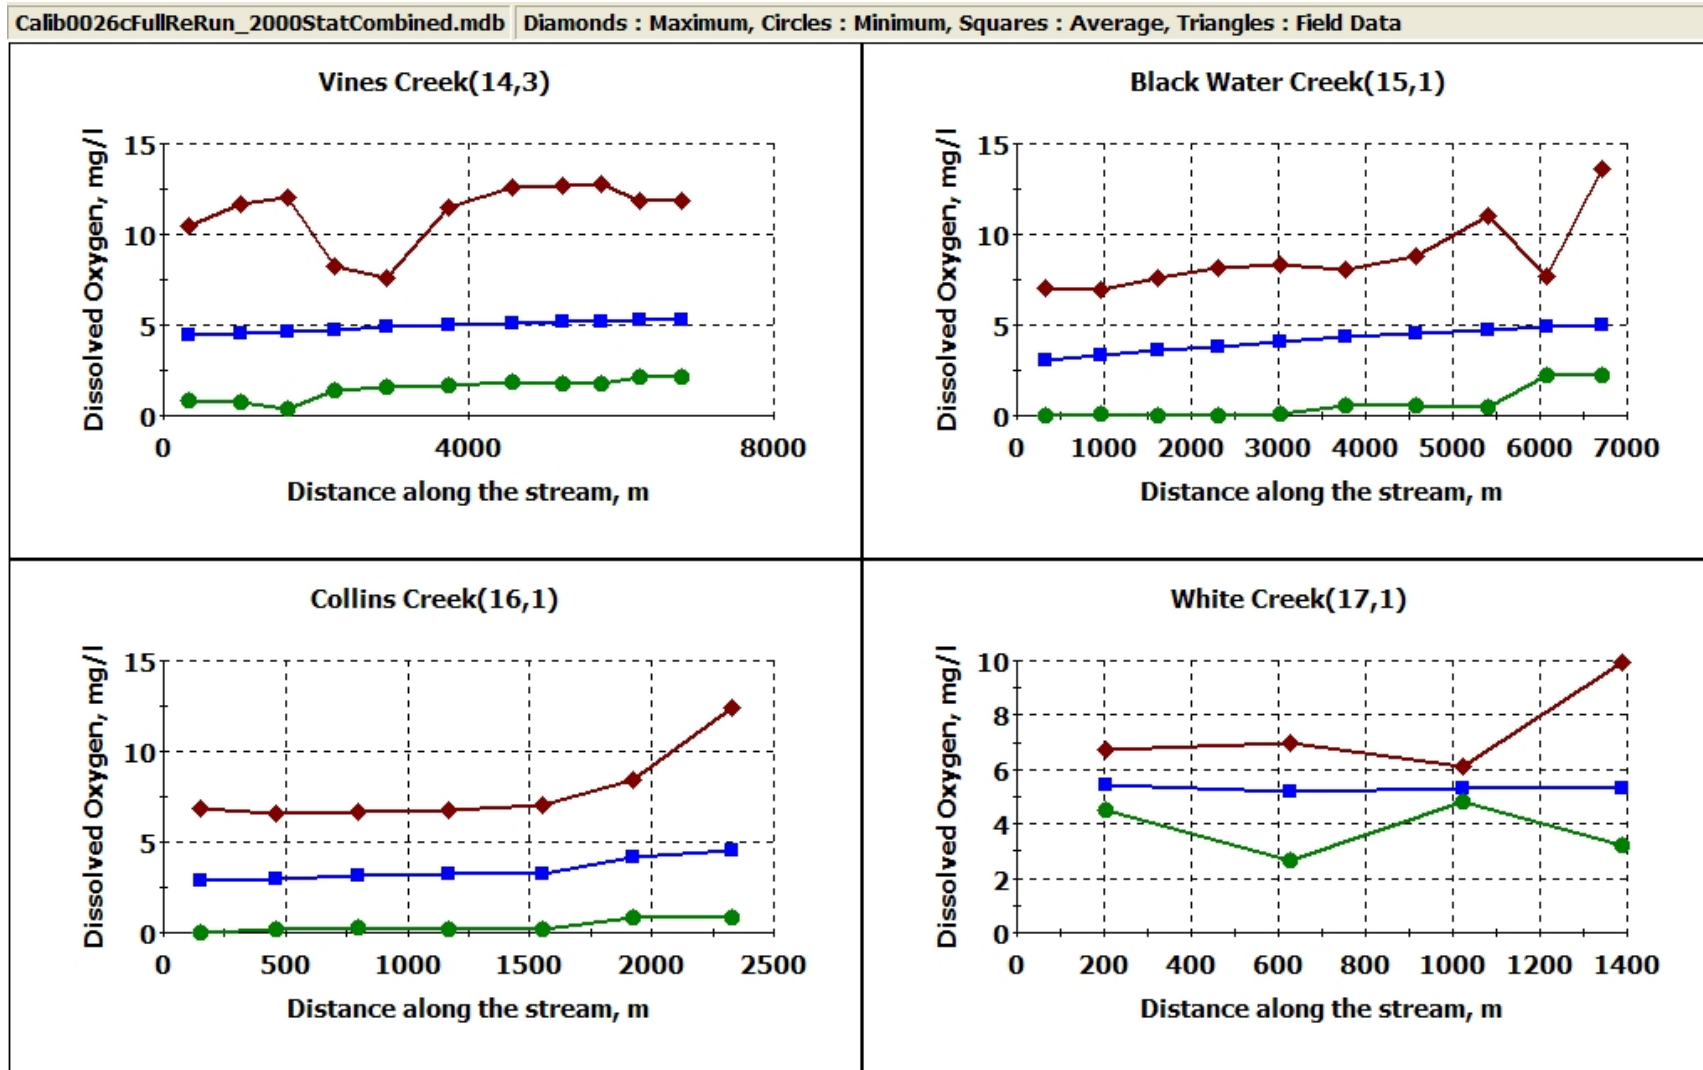 Calib0026cFullReRun_2000StatCombined.mdb Diamonds : Maximum, Circles : Minimum, Squares : Average, Triangles : Field Data
Vines Creek(14,3)
Dissolved Oxygen, mg/l
15
10
5
0
0 4000 8000
Distance along the stream, m
Black Water Creek(15,1)
Dissolved Oxygen, mg/l
15
10
5
0
0 1000 2000 3000 4000 5000 6000 7000
Distance along the stream, m
Collins Creek(16,1)
Dissolved Oxygen, mg/l
15
10
5
0
0 500 1000 1500 2000 2500
Distance along the stream, m
White Creek(17,1)
Dissolved Oxygen, mg/l
10
8
6
4
2
0
0 200 400 600 800 1000 1200 1400
Distance along the stream, m